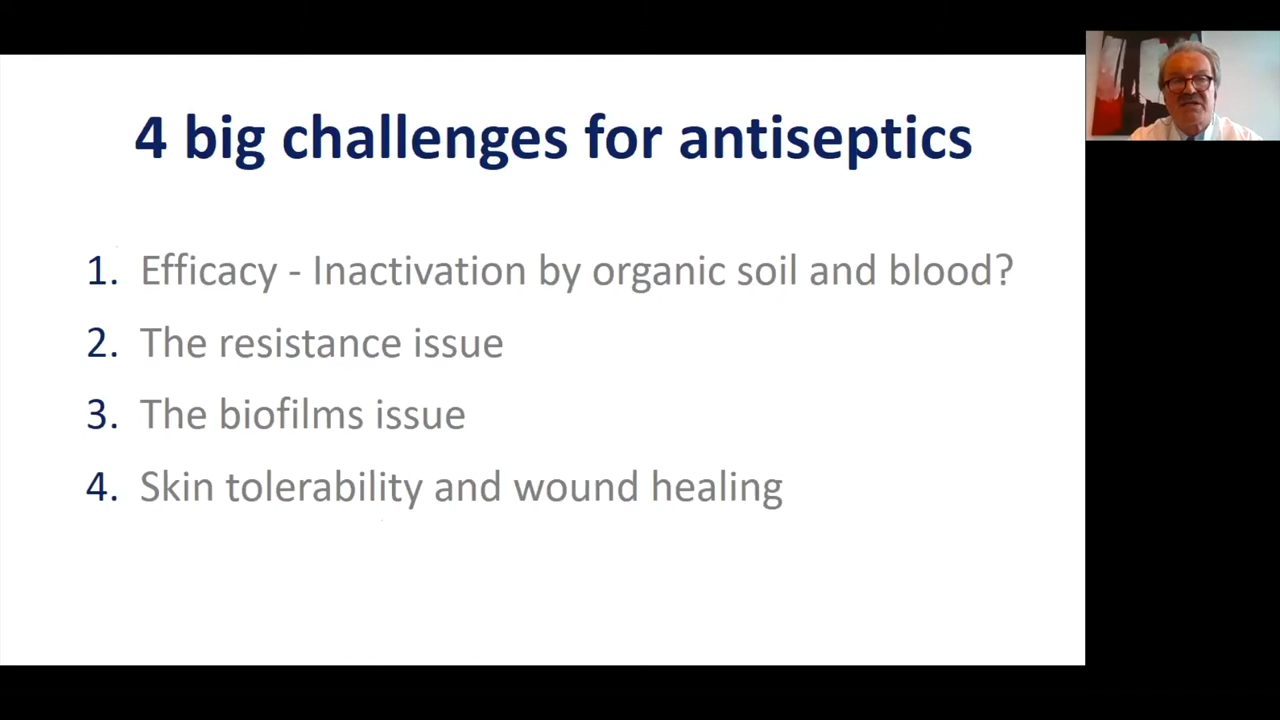 4 big challenges for antiseptics
1. Efficacy - Inactivation by organic soil and blood?
2. The resistance issue
3. The biofilms issue
4. Skin tolerability and wound healing